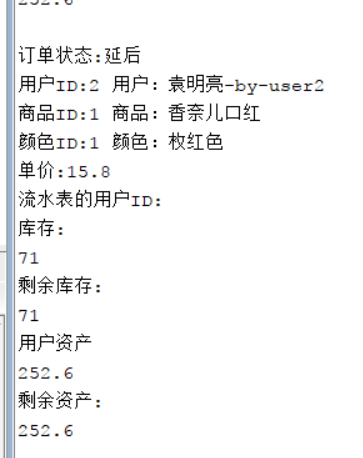 252.6
订单状态:延后
用户ID:2 用户: 袁明亮-by-user2
商品ID:1 商品: 香奈儿口红
颜色ID:1 颜色: 枚红色
单价:15.8
流水表的用户ID:
库存:
71
剩余库存:
71
用户资产
252.6
剩余资产:
252.6